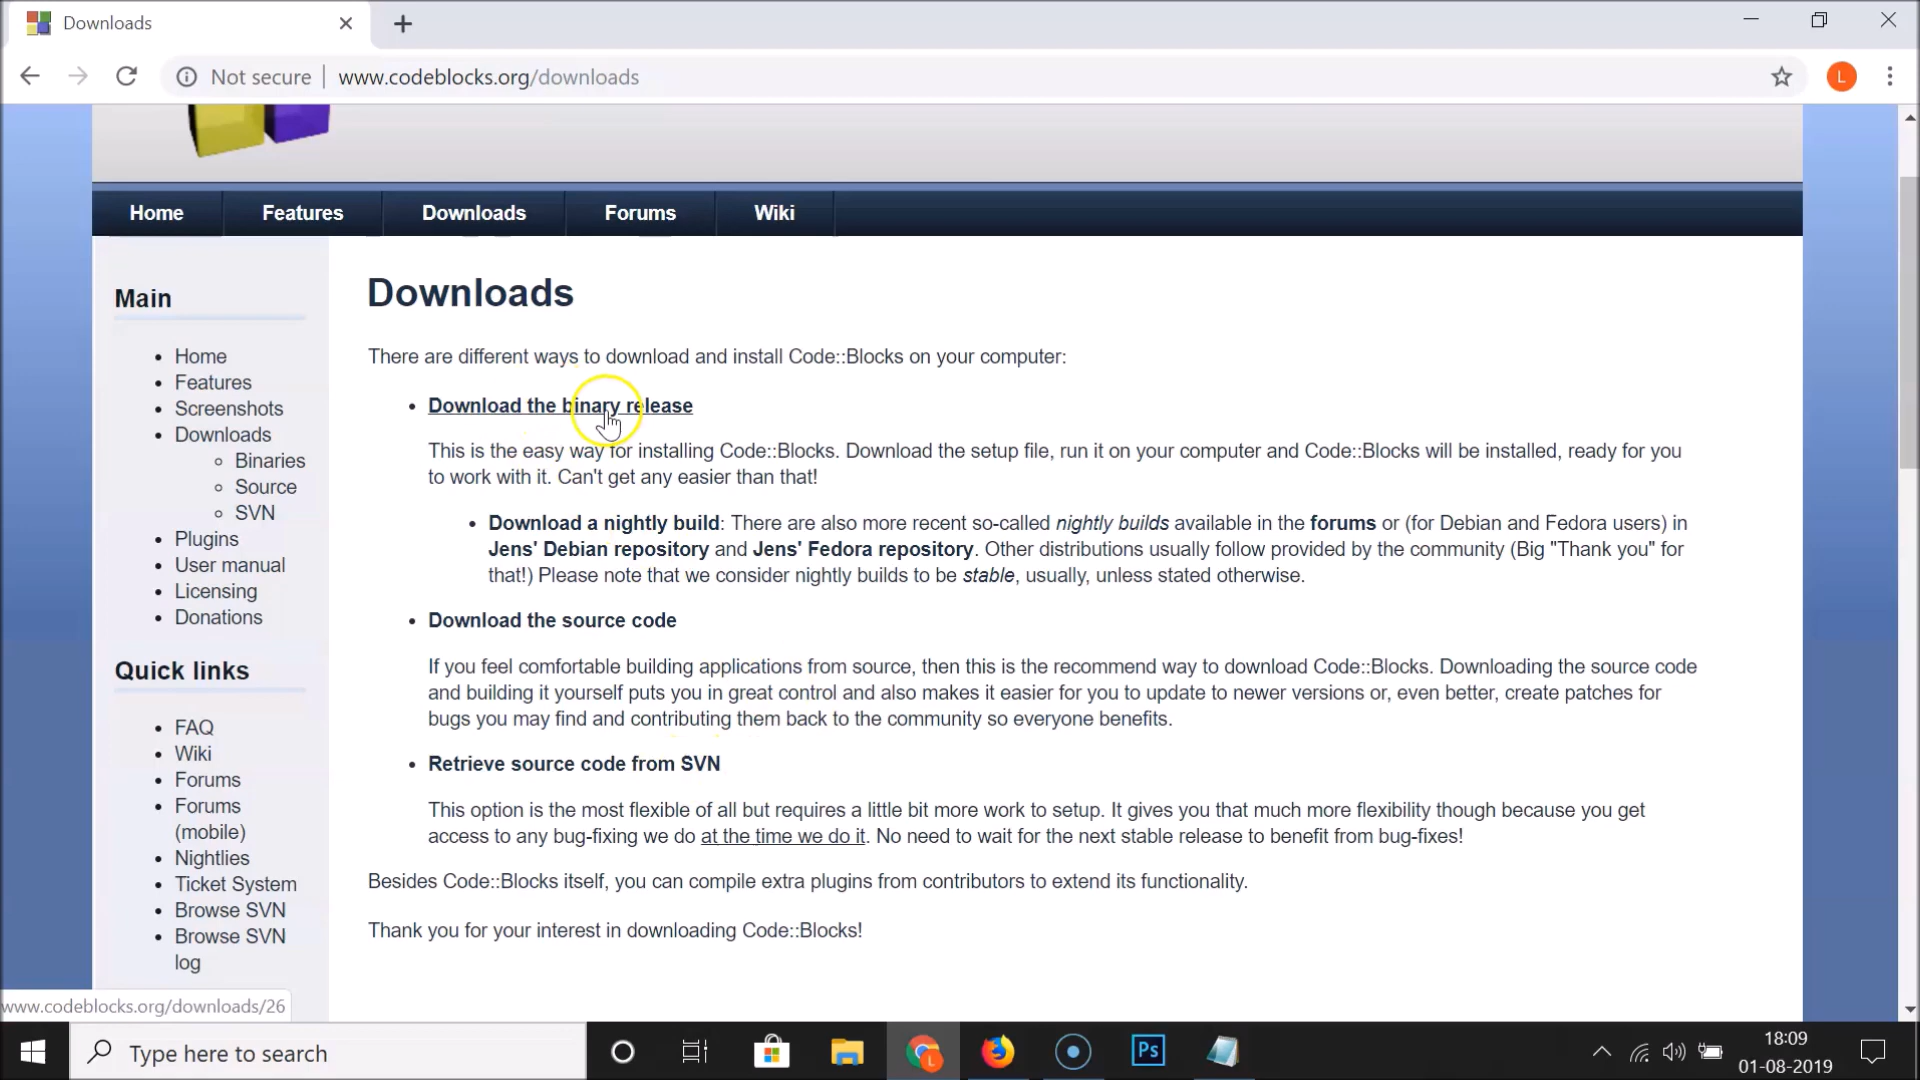 Downloads
Not secure
www.codeblocks.org/downloads
L
Home
Features
Downloads
Forums
Wiki
Main
Home
Features
Screenshots
Downloads
Binaries
Source
SVN
Plugins
User manual
Licensing
Donations
Quick links
FAQ
Wiki
Forums
Forums
(mobile)
Nightlies
Ticket System
Browse SVN
Browse SVN
log
Downloads
There are different ways to download and install Code::Blocks on your computer:
Download the binary release
This is the easy way for installing Code::Blocks. Download the setup file, run it on your computer and Code::Blocks will be installed, ready for you
to work with it. Can't get any easier than that!
Download a nightly build: There are also more recent so-called nightly builds available in the forums or (for Debian and Fedora users) in
Jens' Debian repository and Jens' Fedora repository. Other distributions usually follow provided by the community (Big "Thank you" for
that!) Please note that we consider nightly builds to be stable, usually, unless stated otherwise.
Download the source code
If you feel comfortable building applications from source, then this is the recommend way to download Code::Blocks. Downloading the source code
and building it yourself puts you in great control and also makes it easier for you to update to newer versions or, even better, create patches for
bugs you may find and contributing them back to the community so everyone benefits.
Retrieve source code from SVN
This option is the most flexible of all but requires a little bit more work to setup. It gives you that much more flexibility though because you get
access to any bug-fixing we do at the time we do it. No need to wait for the next stable release to benefit from bug-fixes!
Besides Code::Blocks itself, you can compile extra plugins from contributors to extend its functionality.
Thank you for your interest in downloading Code::Blocks!
www.codeblocks.org/downloads/26
Type here to search
L
Ps
18:09
01-08-2019